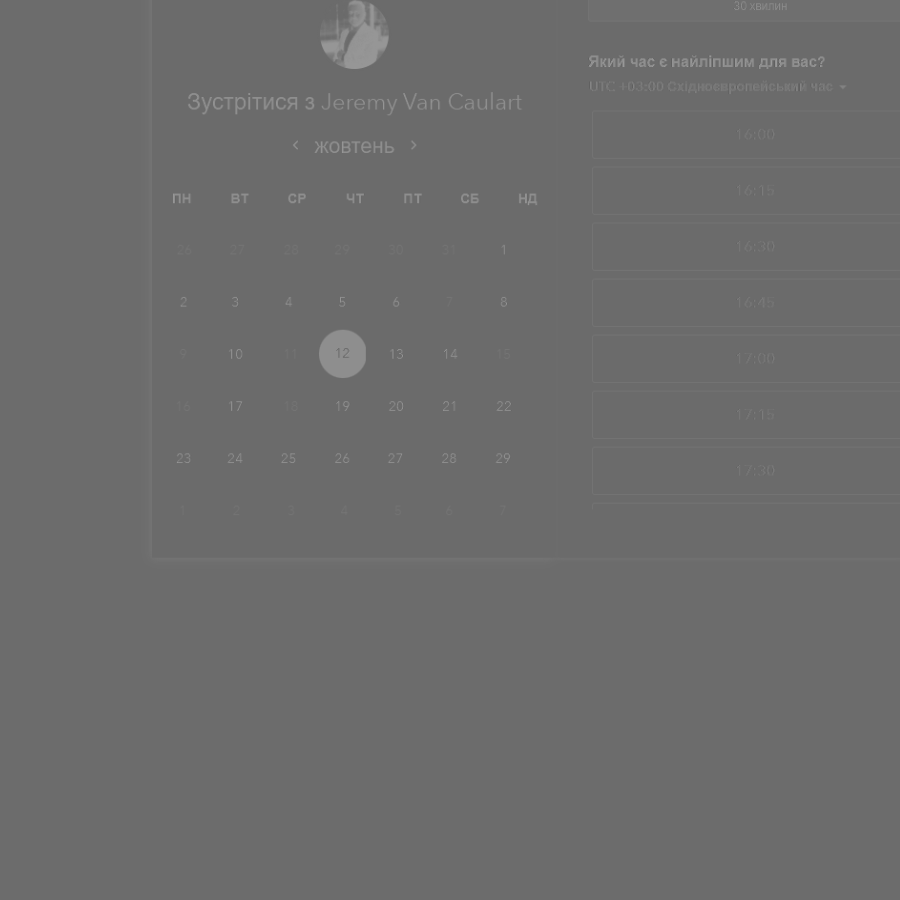 30 хвилин
Зустрітися з Jeremy Van Caulart
жовтень
ПН ВТ СР ЧТ ПТ СБ НД
26 27 28 29 30 31 1
2 3 4 5 6 7 8
9 10 11 12 13 14 15
16 17 18 19 20 21 22
23 24 25 26 27 28 29
1 2 3 4 5 6 7
Який час є найліпшим для вас?
UTC +03:00 Східноєвропейський час
16:00
16:15
16:30
16:45
17:00
17:15
17:30